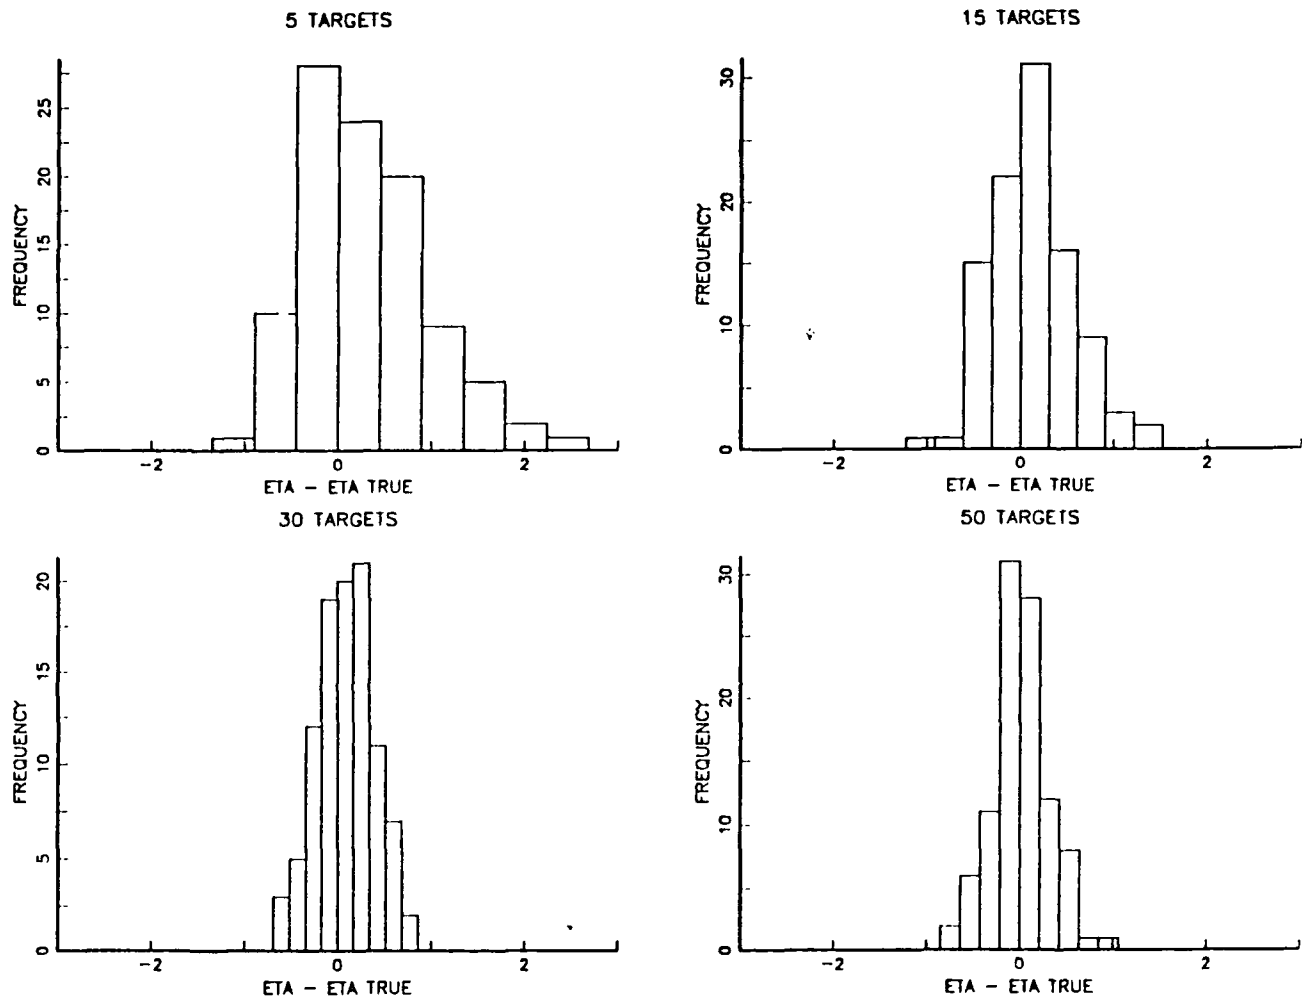 5 TARGETS
FREQUENCY
0 5 10 15 20 25
-2 0 2
ETA - ETA TRUE
15 TARGETS
FREQUENCY
0 10 20 30
-2 0 2
ETA - ETA TRUE
30 TARGETS
FREQUENCY
0 5 10 15 20
-2 0 2
ETA - ETA TRUE
50 TARGETS
FREQUENCY
0 10 20 30
-2 0 2
ETA - ETA TRUE